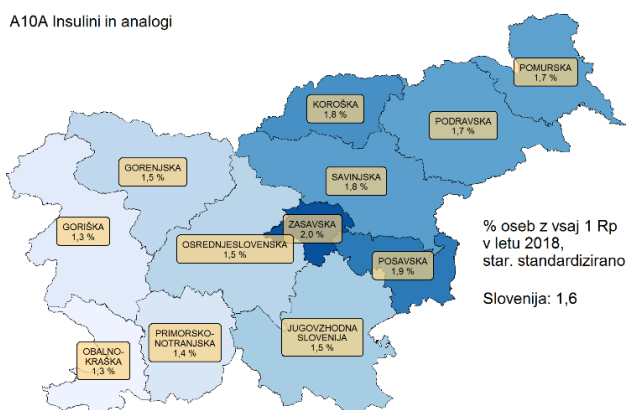 A10A Insulini in analogi
POMURSKA
1,7 %
KOROŠKA
1,8 %
PODRAVSKA
1,7 %
GORENJSKA
1,5 %
SAVINJSKA
1,8 %
GORIŠKA
1,3 %
ZASAVSKA
2,0 %
OSREDNJESLOVENSKA
1,5 %
POSAVSKA
1,9 %
% oseb z vsaj 1 Rp
v letu 2018,
star. standardizirano
Slovenija: 1,6
PRIMORSKO-
NOTRANJSKA
1,4 %
JUGOVZHODNA
SLOVENIJA
1,5 %
OBALNO-
KRAŠKA
1,3 %